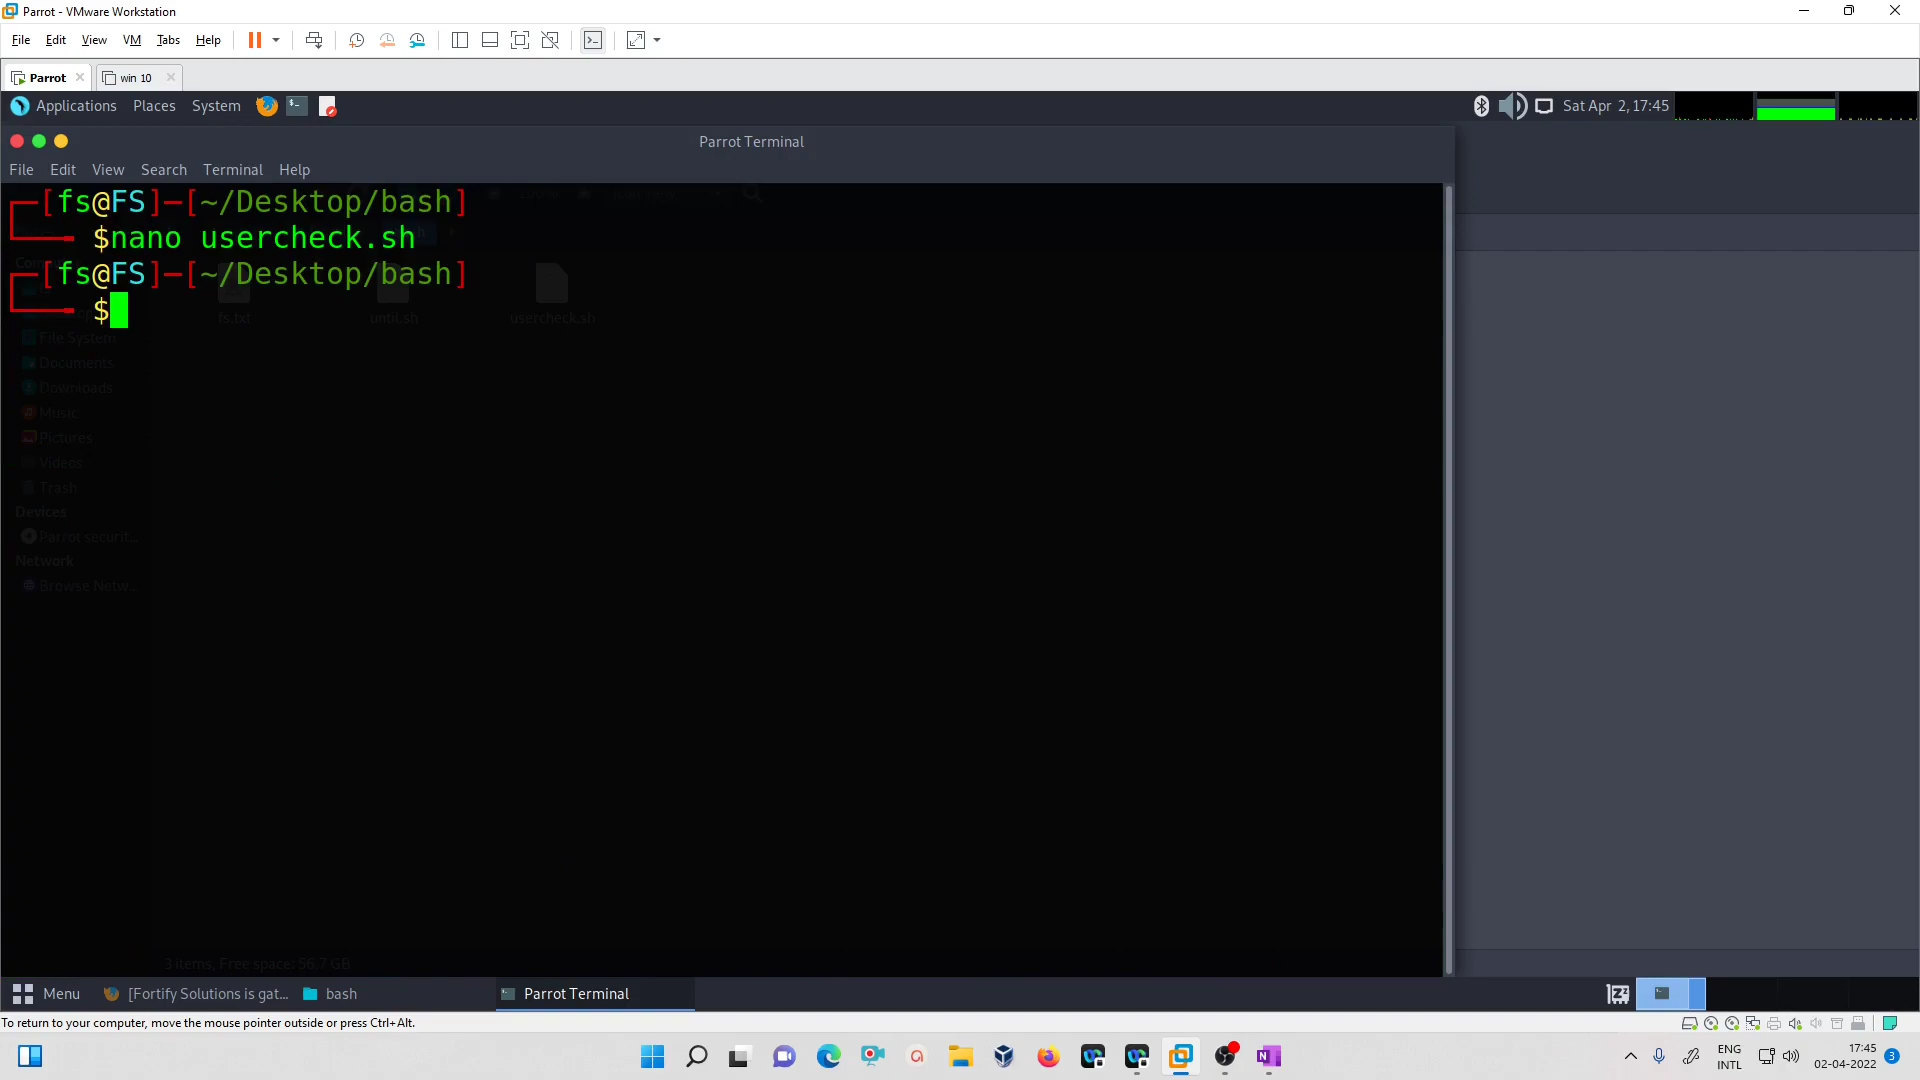 Parrot - VMware Workstation
File Edit View VM Tabs Help
Parrot win 10
Applications Places System
Sat Apr 2, 17:45
Parrot Terminal
File Edit View Search Terminal Help
[fs@FS]-[~/Desktop/bash]
$nano usercheck.sh
[fs@FS]-[~/Desktop/bash]
$
fs.txt until.sh usercheck.sh
File System
Documents
Downloads
Music
Pictures
Videos
Trash
Devices
Parrot securit...
Network
Browse Netw...
3 items, Free space: 56.7 GB
Menu [Fortify Solutions is gat... bash Parrot Terminal
To return to your computer, move the mouse pointer outside or press Ctrl+Alt.
ENG
INTL
17:45
02-04-2022
3